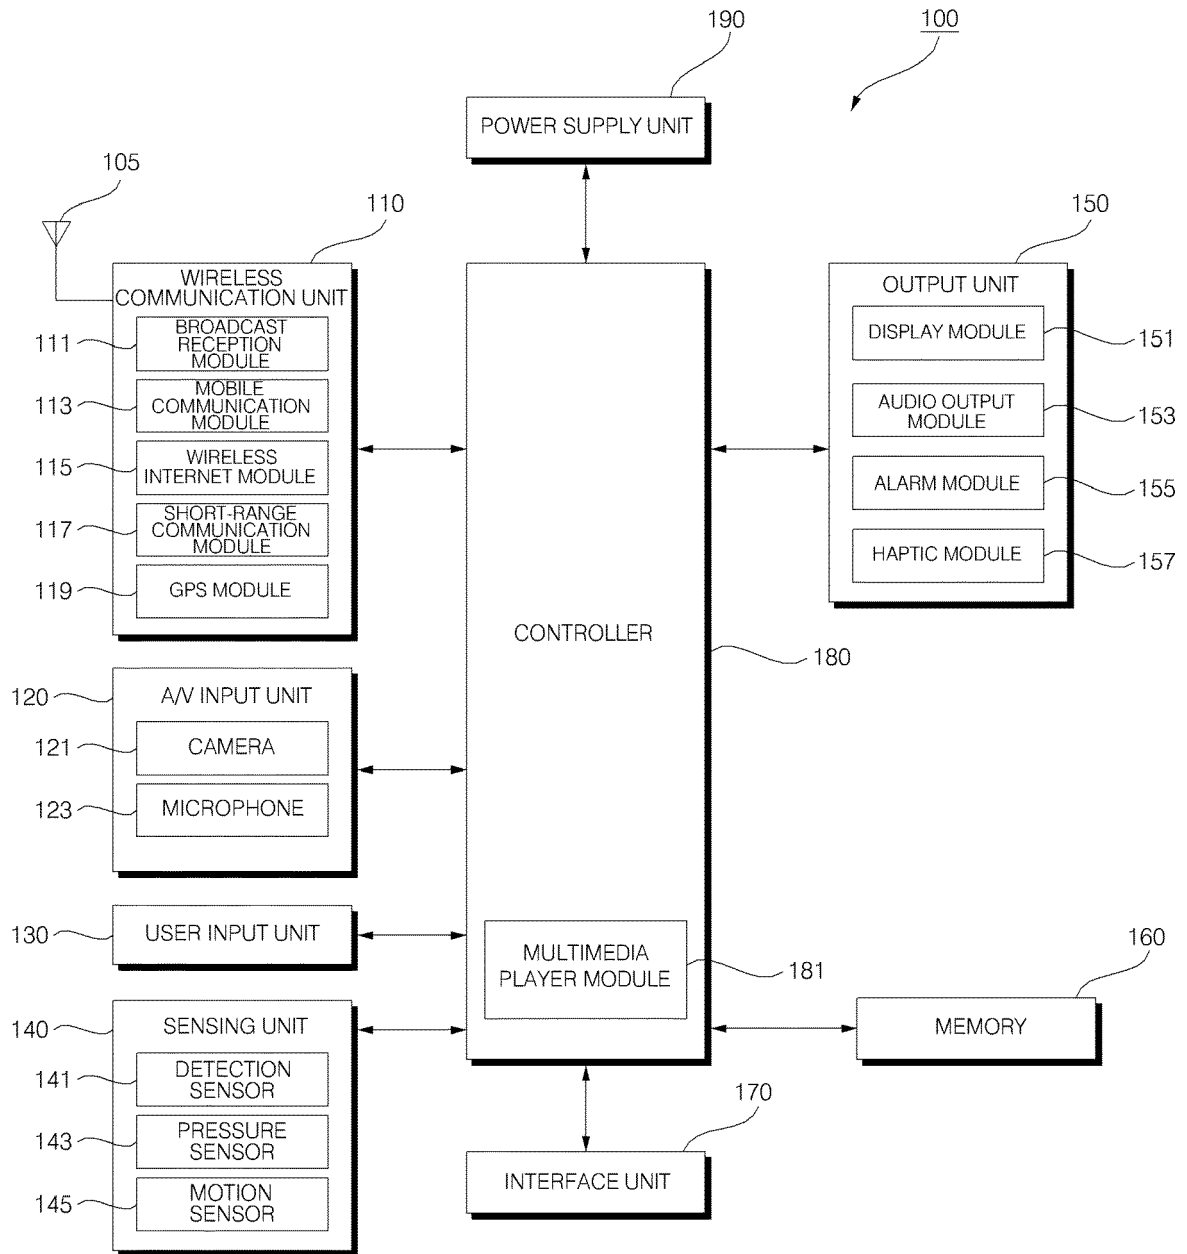 100
190
POWER SUPPLY UNIT
105
110
WIRELESS
COMMUNICATION UNIT
111
BROADCAST
RECEPTION
MODULE
113
MOBILE
COMMUNICATION
MODULE
115
WIRELESS
INTERNET MODULE
117
SHORT-RANGE
COMMUNICATION
MODULE
119
GPS MODULE
120
A/V INPUT UNIT
121
CAMERA
123
MICROPHONE
130
USER INPUT UNIT
140
SENSING UNIT
141
DETECTION
SENSOR
143
PRESSURE
SENSOR
145
MOTION
SENSOR
CONTROLLER
180
MULTIMEDIA
PLAYER MODULE
181
150
OUTPUT UNIT
DISPLAY MODULE
151
AUDIO OUTPUT
MODULE
153
ALARM MODULE
155
HAPTIC MODULE
157
160
MEMORY
170
INTERFACE UNIT